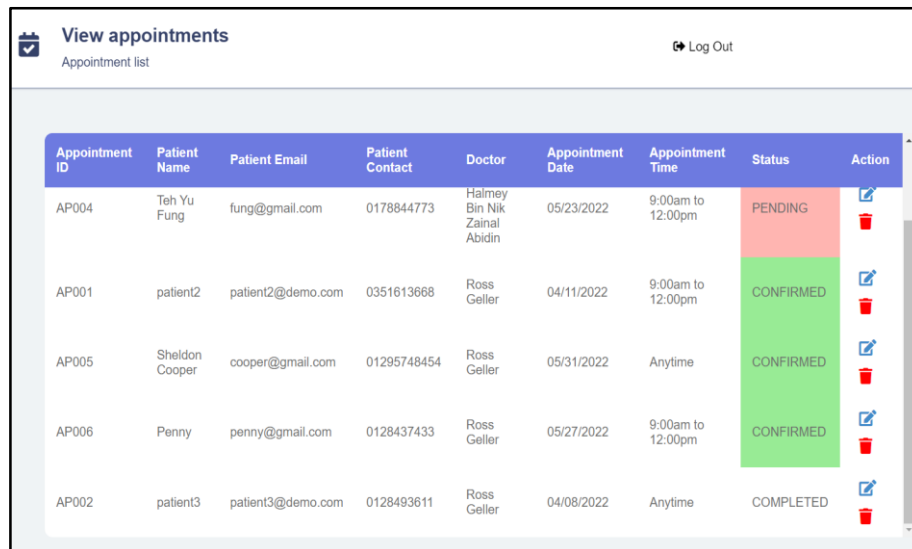 View appointments
Appointment list
Log Out
Appointment ID Patient Name Patient Email Patient Contact Doctor Appointment Date Appointment Time Status Action
AP004 Teh Yu Fung fung@gmail.com 0178844773 Halmey Bin Nik Zainal Abidin 05/23/2022 9:00am to 12:00pm PENDING
AP001 patient2 patient2@demo.com 0351613668 Ross Geller 04/11/2022 9:00am to 12:00pm CONFIRMED
AP005 Sheldon Cooper cooper@gmail.com 01295748454 Ross Geller 05/31/2022 Anytime CONFIRMED
AP006 Penny penny@gmail.com 0128437433 Ross Geller 05/27/2022 9:00am to 12:00pm CONFIRMED
AP002 patient3 patient3@demo.com 0128493611 Ross Geller 04/08/2022 Anytime COMPLETED